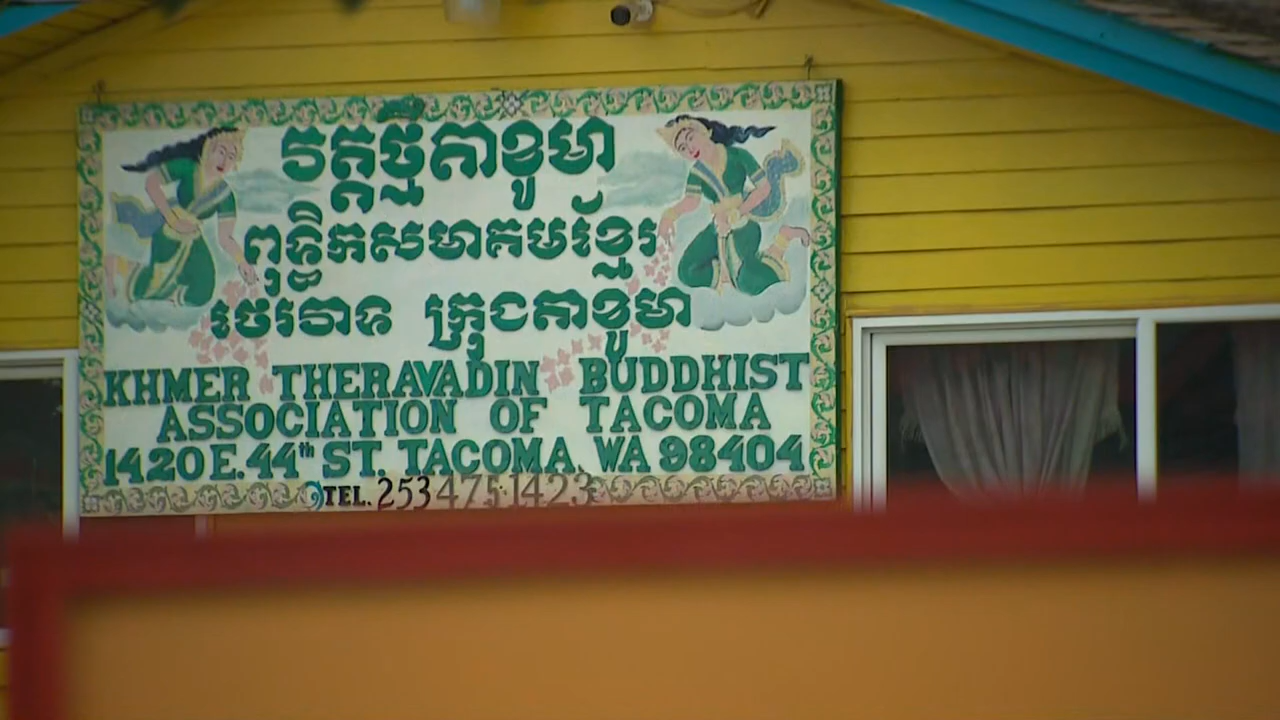 វត្តថ្មីតាខូម៉ា
ពុទ្ធិកសមាគមខ្មែរ
ថេរវាទ ក្រុងតាខូម៉ា
KHMER THERAVADIN BUDDHIST
ASSOCIATION OF TACOMA
1420 E. 44th ST. TACOMA, WA 98404
TEL. 253 475-1423